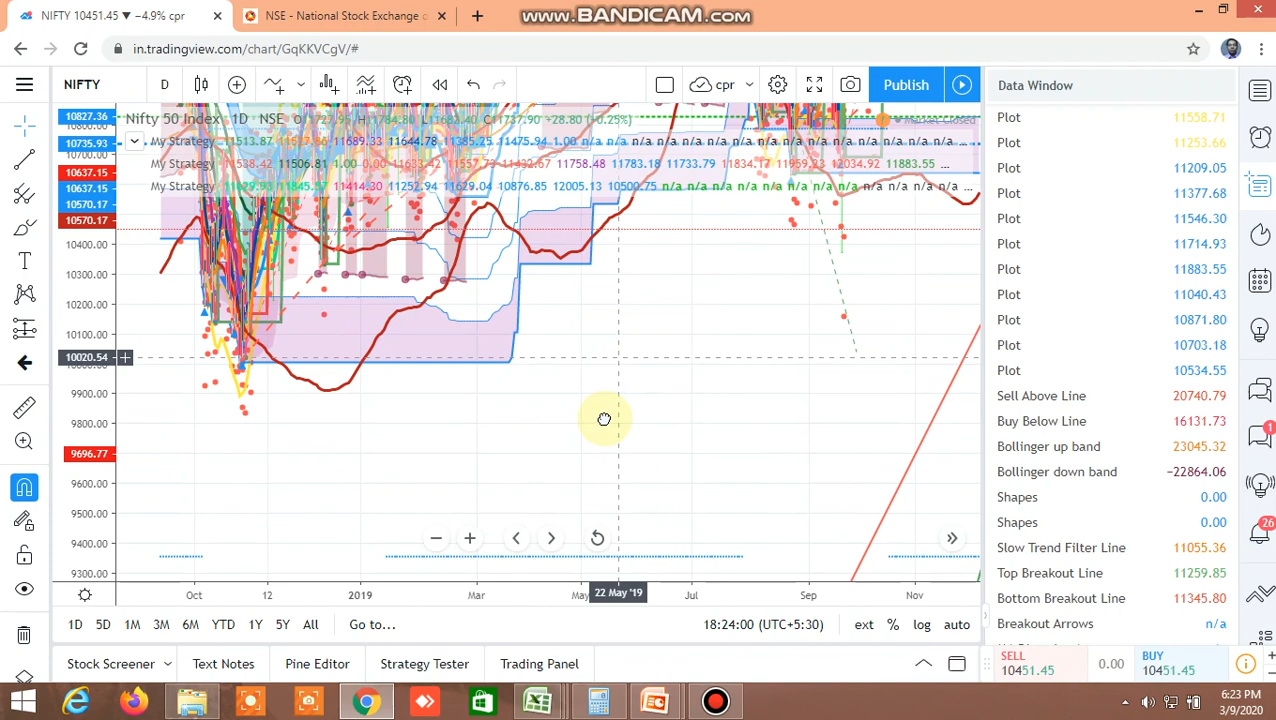 NIFTY 10451.45 ▼ −4.9% cpr
NSE - National Stock Exchange o
www.BANDICAM.com
in.tradingview.com/chart/GqKKVCgV/#
NIFTY
D
cpr
Publish
Data Window
Nifty 50 Index
1D
NSE
Market Closed
My Strategy
My Strategy
My Strategy
10827.36
10800.00
10735.93
10700.00
10637.15
10637.15
10570.17
10570.17
10400.00
10300.00
10200.00
10100.00
10020.54
9900.00
9800.00
9696.77
9600.00
9500.00
9400.00
9300.00
Oct
12
2019
Mar
May
22 May '19
Jul
Sep
Nov
Plot 11558.71
Plot 11253.66
Plot 11209.05
Plot 11377.68
Plot 11546.30
Plot 11714.93
Plot 11883.55
Plot 11040.43
Plot 10871.80
Plot 10703.18
Plot 10534.55
Sell Above Line 20740.79
Buy Below Line 16131.73
Bollinger up band 23045.32
Bollinger down band −22864.06
Shapes 0.00
Shapes 0.00
Slow Trend Filter Line 11055.36
Top Breakout Line 11259.85
Bottom Breakout Line 11345.80
Breakout Arrows n/a
1
26
1D 5D 1M 3M 6M YTD 1Y 5Y All Go to...
18:24:00 (UTC+5:30) ext % log auto
Stock Screener Text Notes Pine Editor Strategy Tester Trading Panel
SELL
10451.45
0.00
BUY
10451.45
6:23 PM
3/9/2020